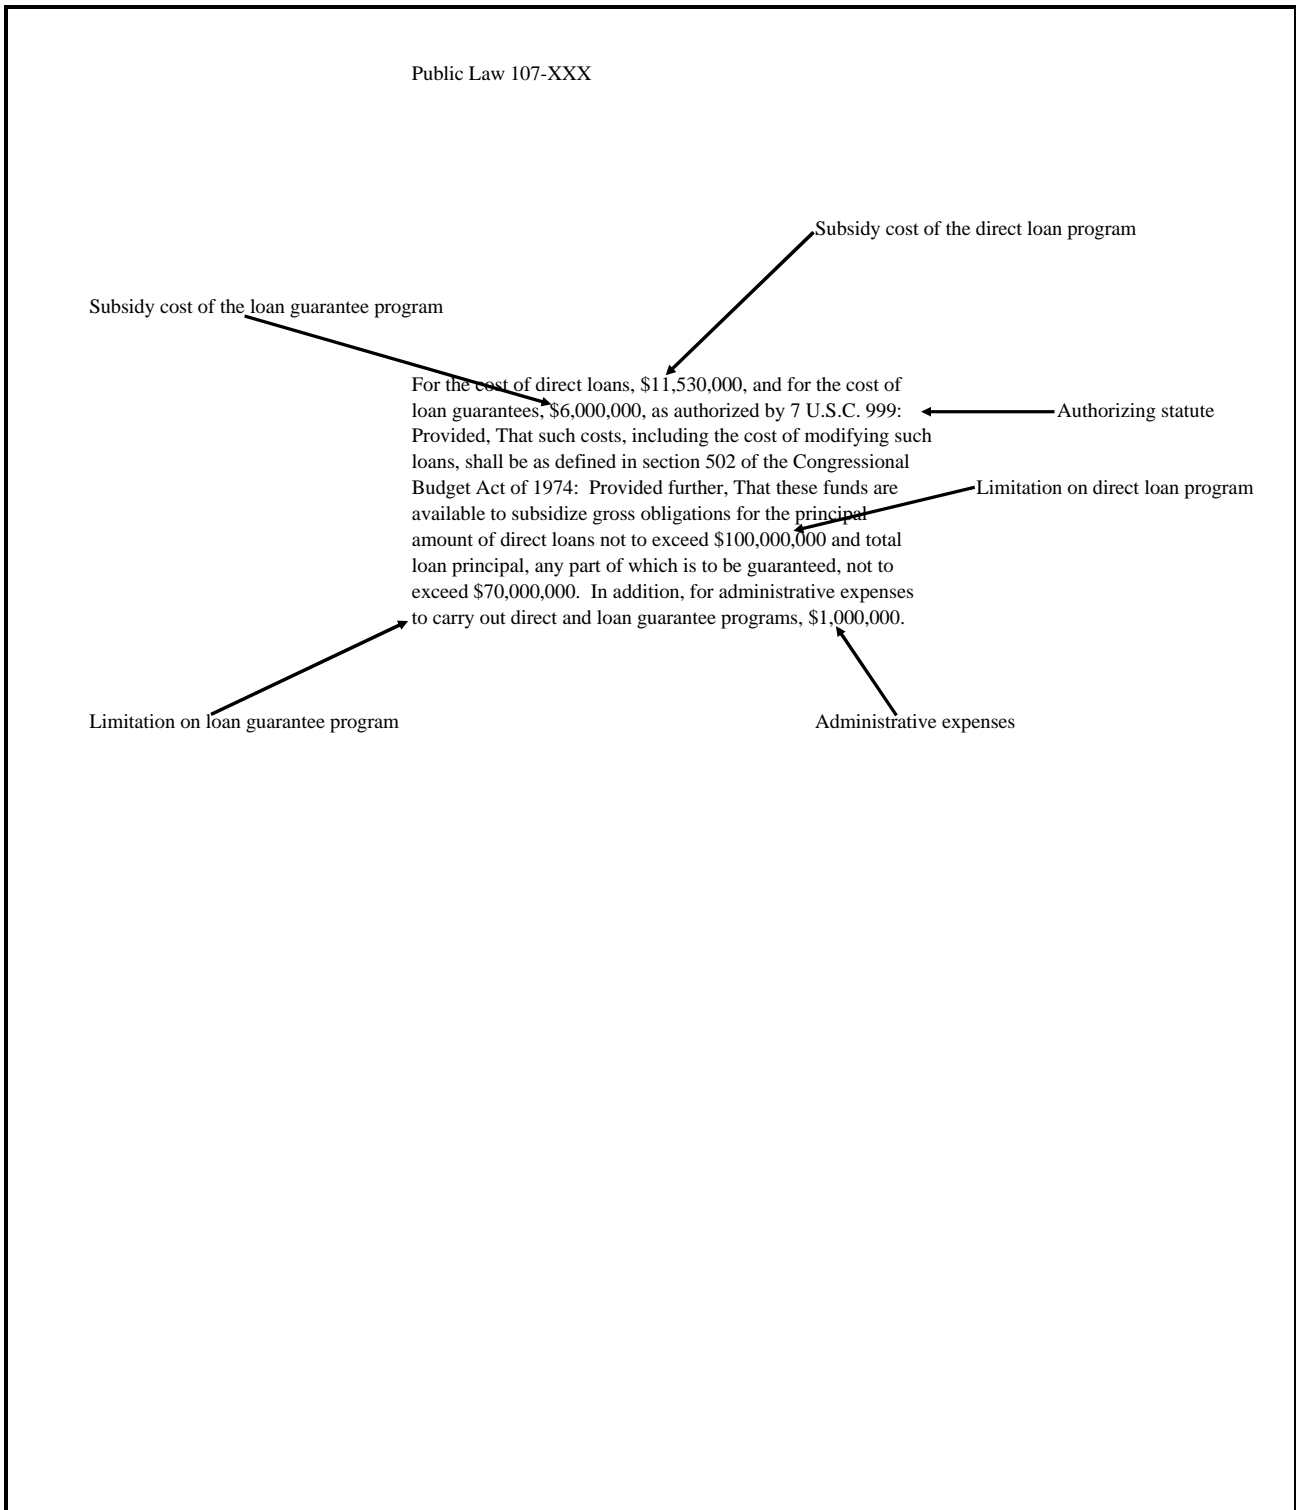 Public Law 107-XXX
Subsidy cost of the direct loan program
Subsidy cost of the loan guarantee program
For the cost of direct loans, $11,530,000, and for the cost of
loan guarantees, $6,000,000, as authorized by 7 U.S.C. 999:
Authorizing statute
Provided, That such costs, including the cost of modifying such
loans, shall be as defined in section 502 of the Congressional
Budget Act of 1974:  Provided further, That these funds are
Limitation on direct loan program
available to subsidize gross obligations for the principal
amount of direct loans not to exceed $100,000,000 and total
loan principal, any part of which is to be guaranteed, not to
exceed $70,000,000.  In addition, for administrative expenses
to carry out direct and loan guarantee programs, $1,000,000.
Limitation on loan guarantee program
Administrative expenses